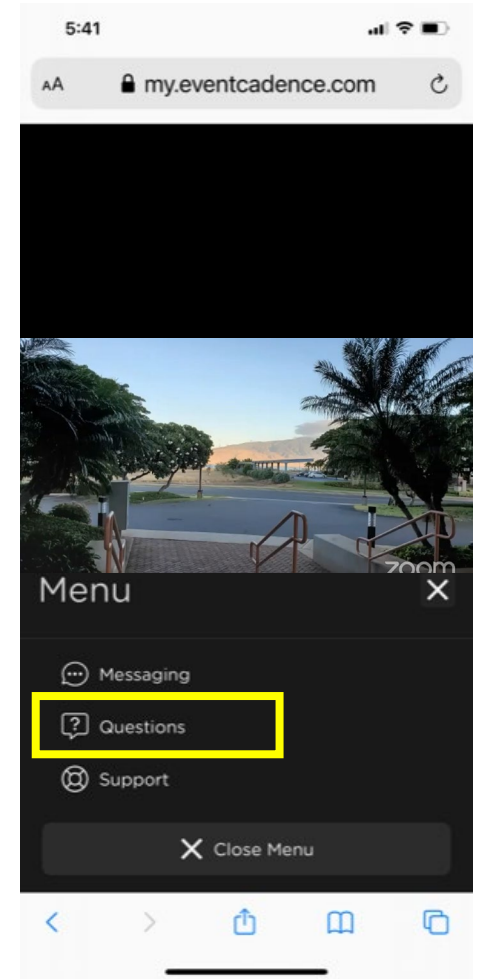 5:41
AA my.eventcadence.com
zoom
Menu
Messaging
Questions
Support
Close Menu